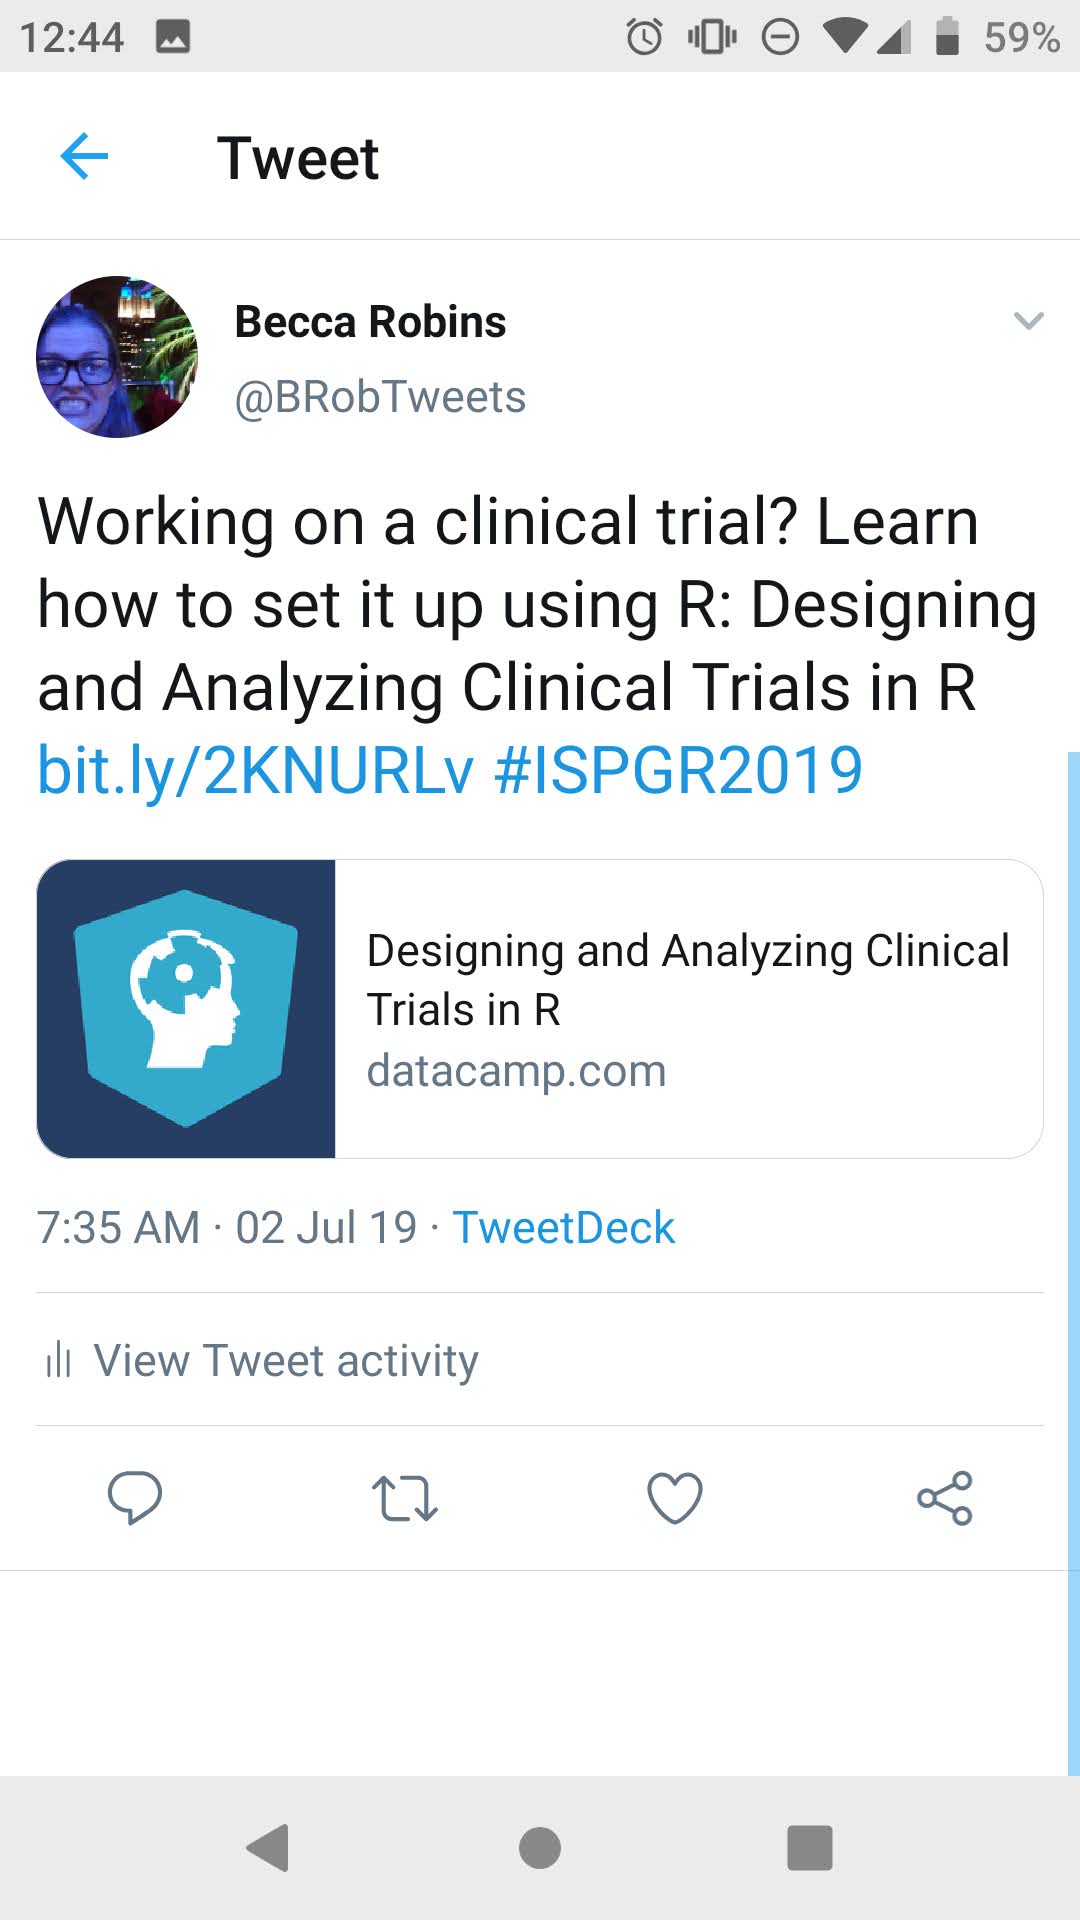 12:44
59%
Tweet
Becca Robins
@BRobTweets
Working on a clinical trial? Learn
how to set it up using R: Designing
and Analyzing Clinical Trials in R
bit.ly/2KNURLv #ISPGR2019
Designing and Analyzing Clinical
Trials in R
datacamp.com
7:35 AM · 02 Jul 19 · TweetDeck
View Tweet activity